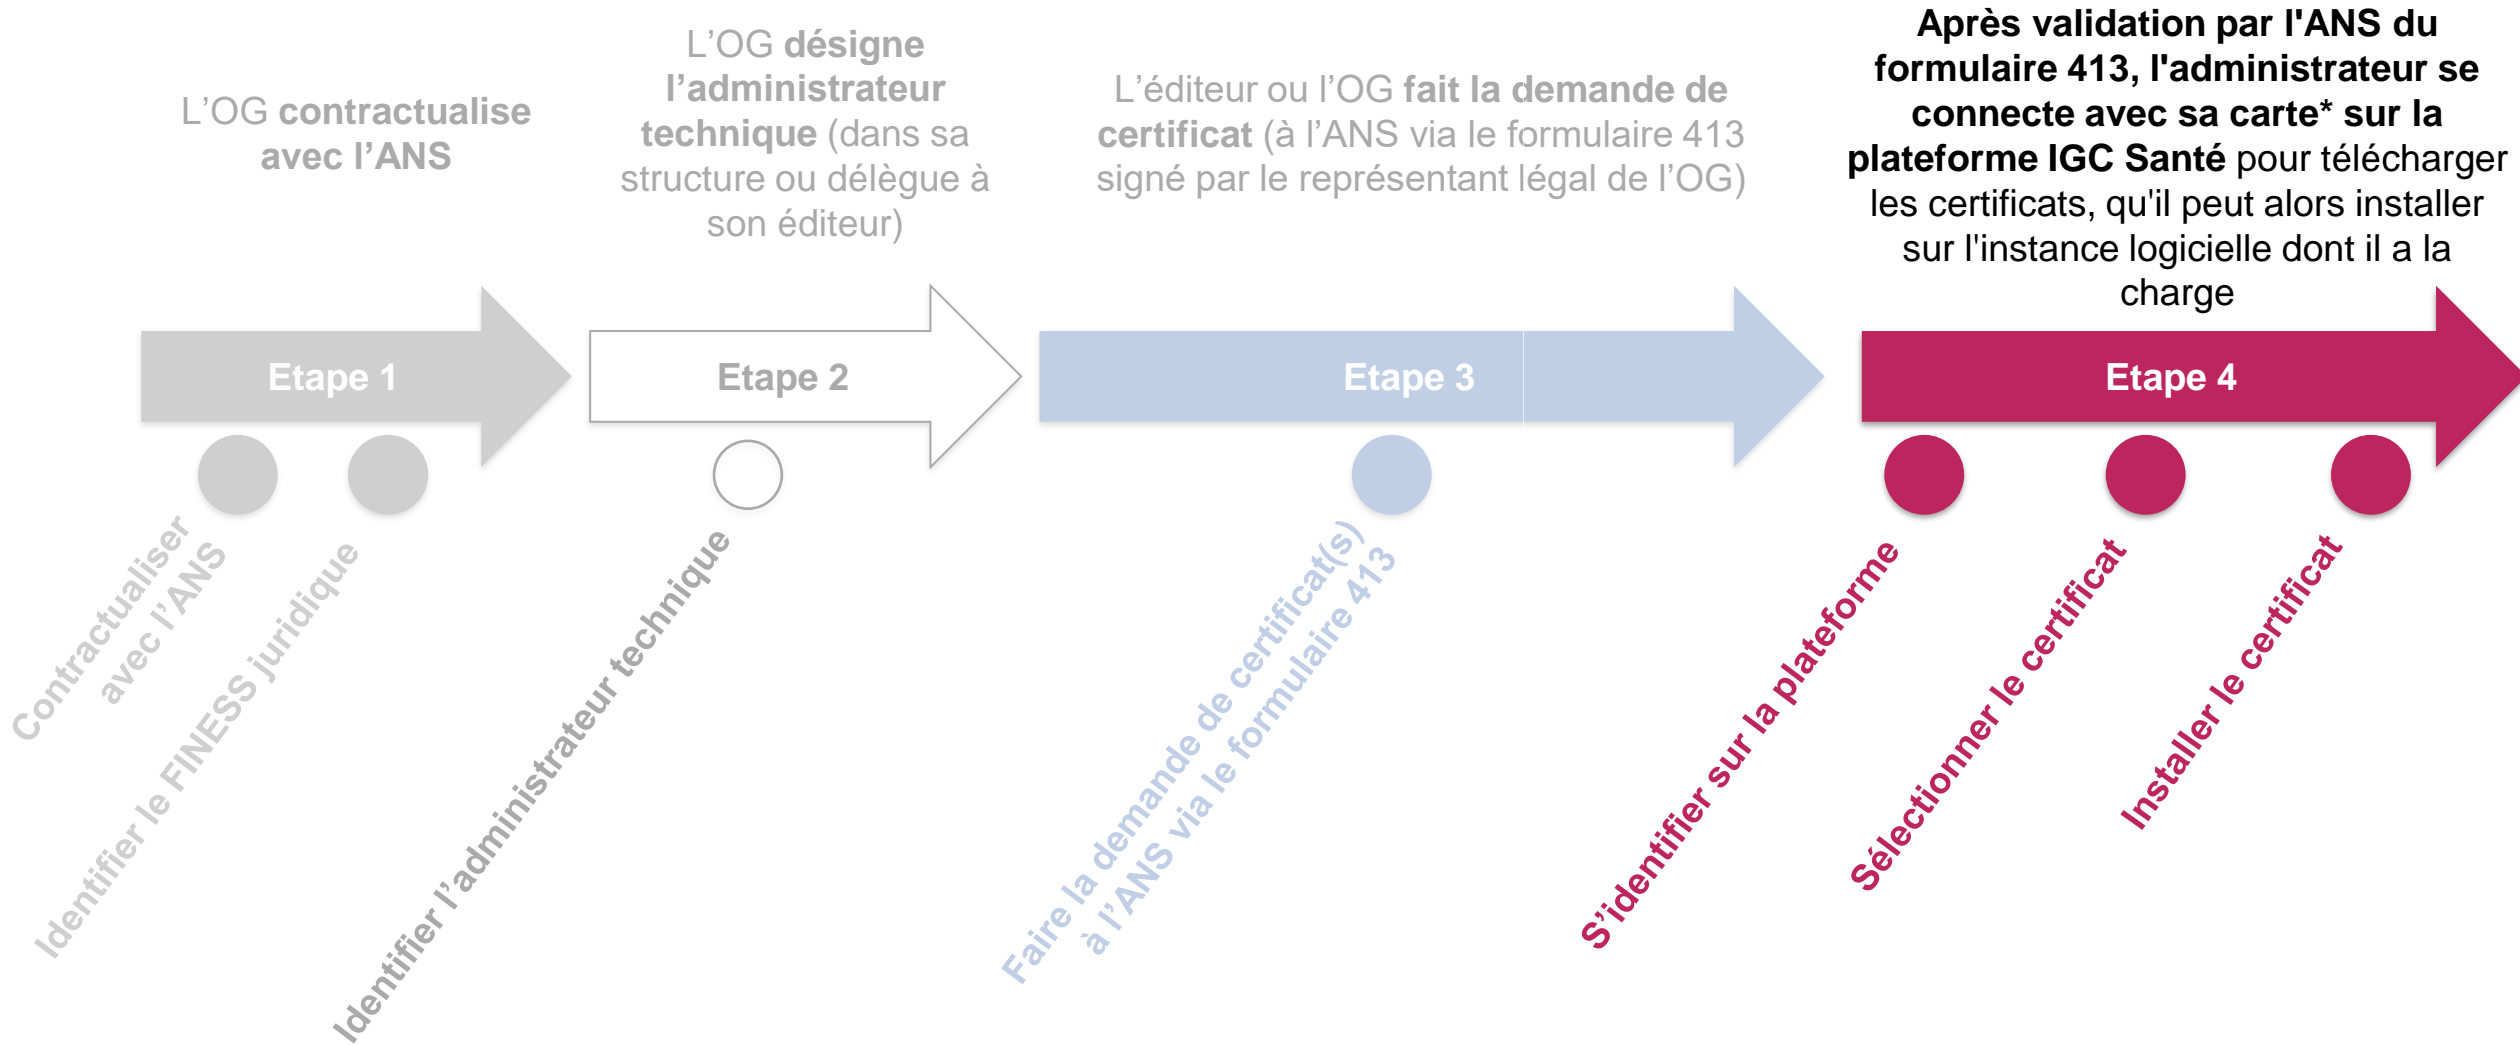 L’OG contractualise
avec l’ANS
L’OG désigne
l’administrateur
technique (dans sa
structure ou délègue à
son éditeur)
L’éditeur ou l’OG fait la demande de
certificat (à l’ANS via le formulaire 413
signé par le représentant légal de l’OG)
Après validation par l'ANS du
formulaire 413, l'administrateur se
connecte avec sa carte* sur la
plateforme IGC Santé pour télécharger
les certificats, qu'il peut alors installer
sur l'instance logicielle dont il a la
charge
Etape 1
Etape 2
Etape 3
Etape 4
Contractualiser
avec l’ANS
Identifier le FINESS juridique
Identifier l’administrateur technique
Faire la demande de certificat(s)
à l’ANS via le formulaire 413
S’identifier sur la plateforme
Sélectionner le certificat
Installer le certificat